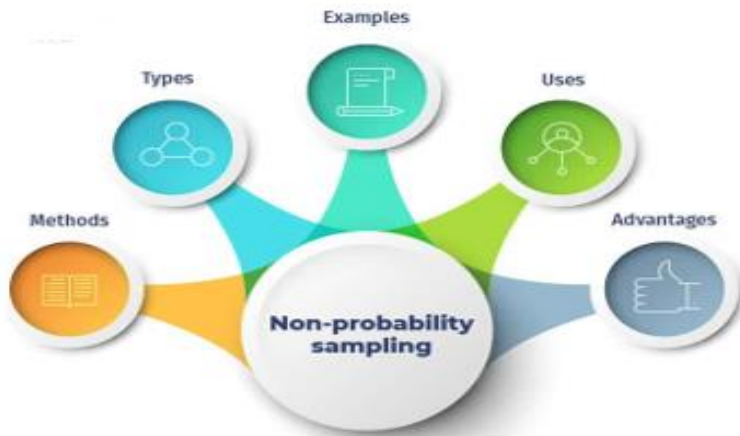 Examples
Types
Uses
Methods
Advantages
Non-probability
sampling